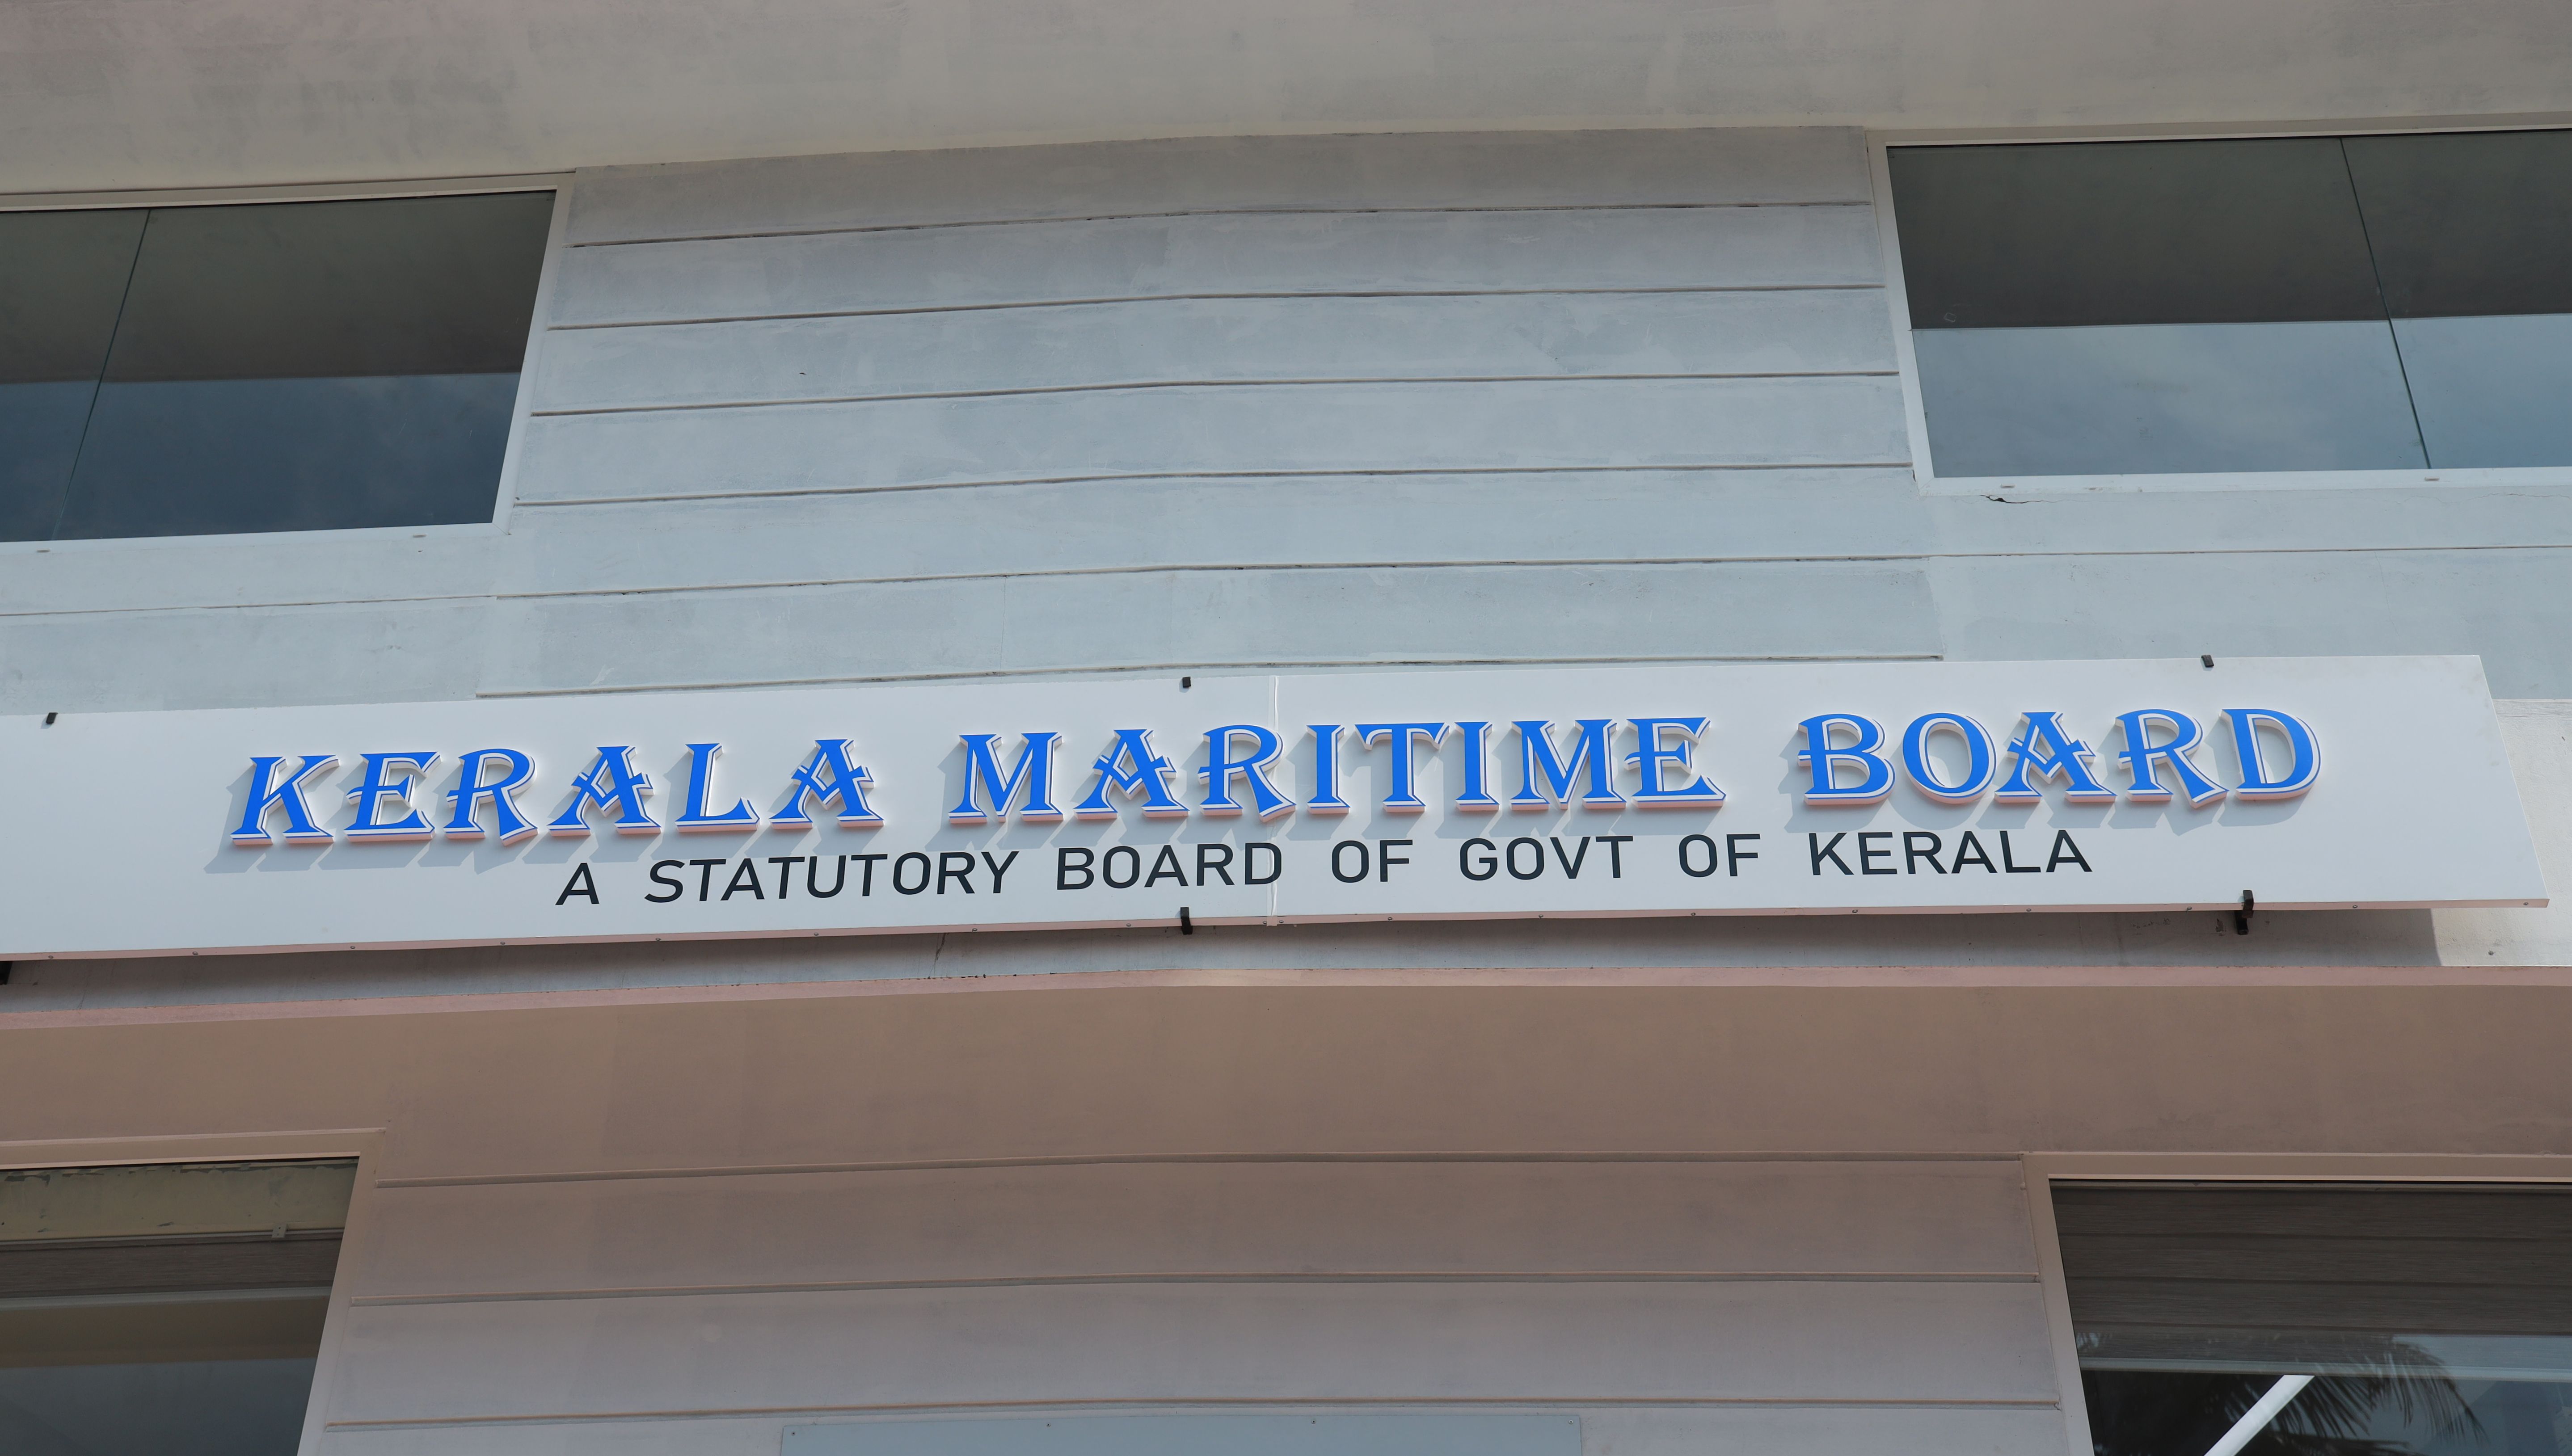 KERALA MARITIME BOARD
A STATUTORY BOARD OF GOVT OF KERALA